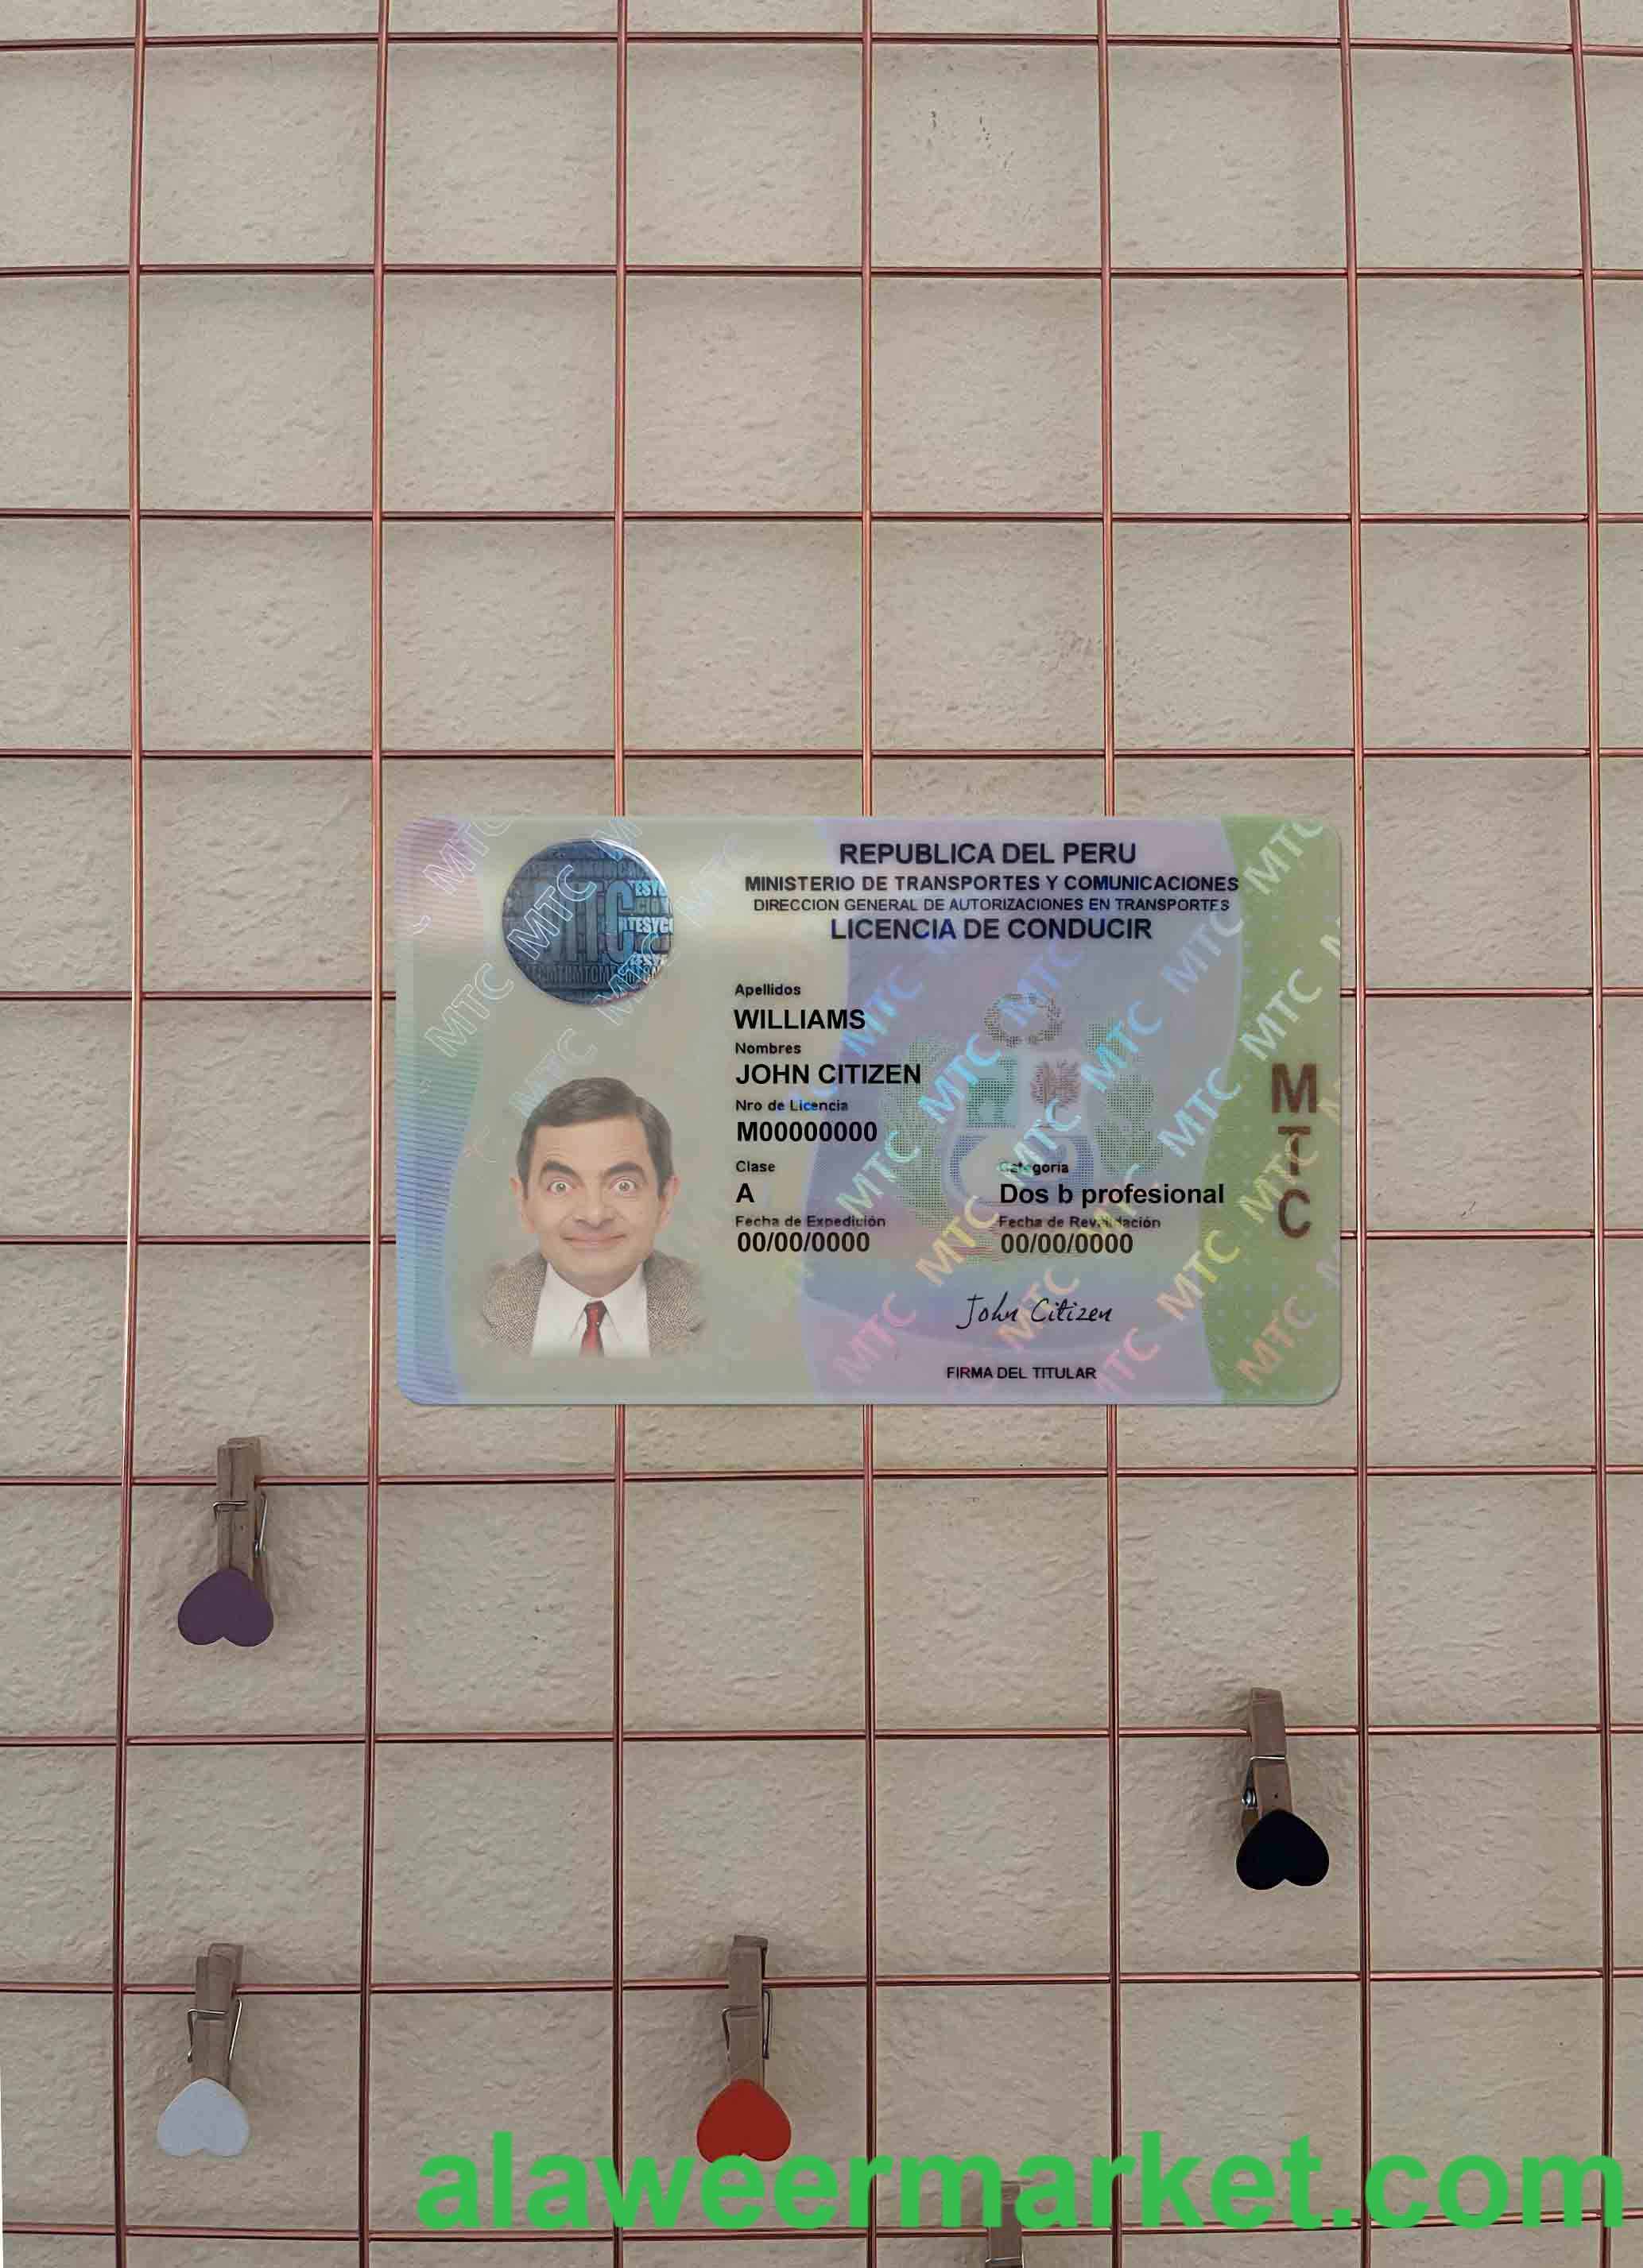 REPUBLICA DEL PERU
MINISTERIO DE TRANSPORTES Y COMUNICACIONES
DIRECCION GENERAL DE AUTORIZACIONES EN TRANSPORTES
LICENCIA DE CONDUCIR
MTC
Apellidos
WILLIAMS
Nombres
JOHN CITIZEN
Nro de Licencia
M00000000
Clase
A
Categoria
Dos b profesional
Fecha de Expedición
00/00/0000
Fecha de Revalidación
00/00/0000
John Citizen
FIRMA DEL TITULAR
MTC
alaweermarket.com